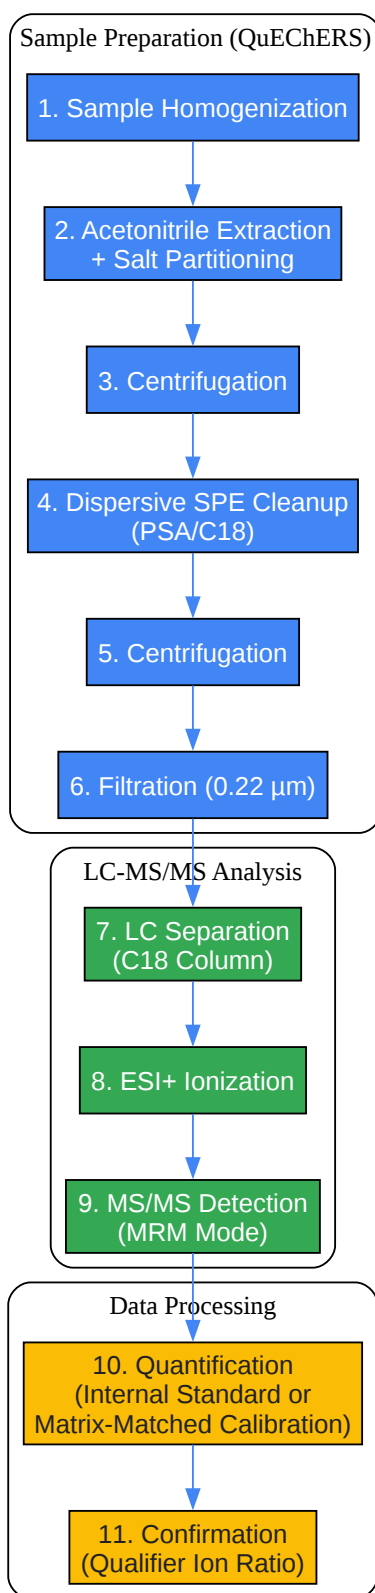 Sample Preparation (QuEChERS)
1. Sample Homogenization
2. Acetonitrile Extraction
+ Salt Partitioning
3. Centrifugation
4. Dispersive SPE Cleanup
(PSA/C18)
5. Centrifugation
6. Filtration (0.22 µm)
LC-MS/MS Analysis
7. LC Separation
(C18 Column)
8. ESI+ Ionization
9. MS/MS Detection
(MRM Mode)
Data Processing
10. Quantification
(Internal Standard or
Matrix-Matched Calibration)
11. Confirmation
(Qualifier Ion Ratio)